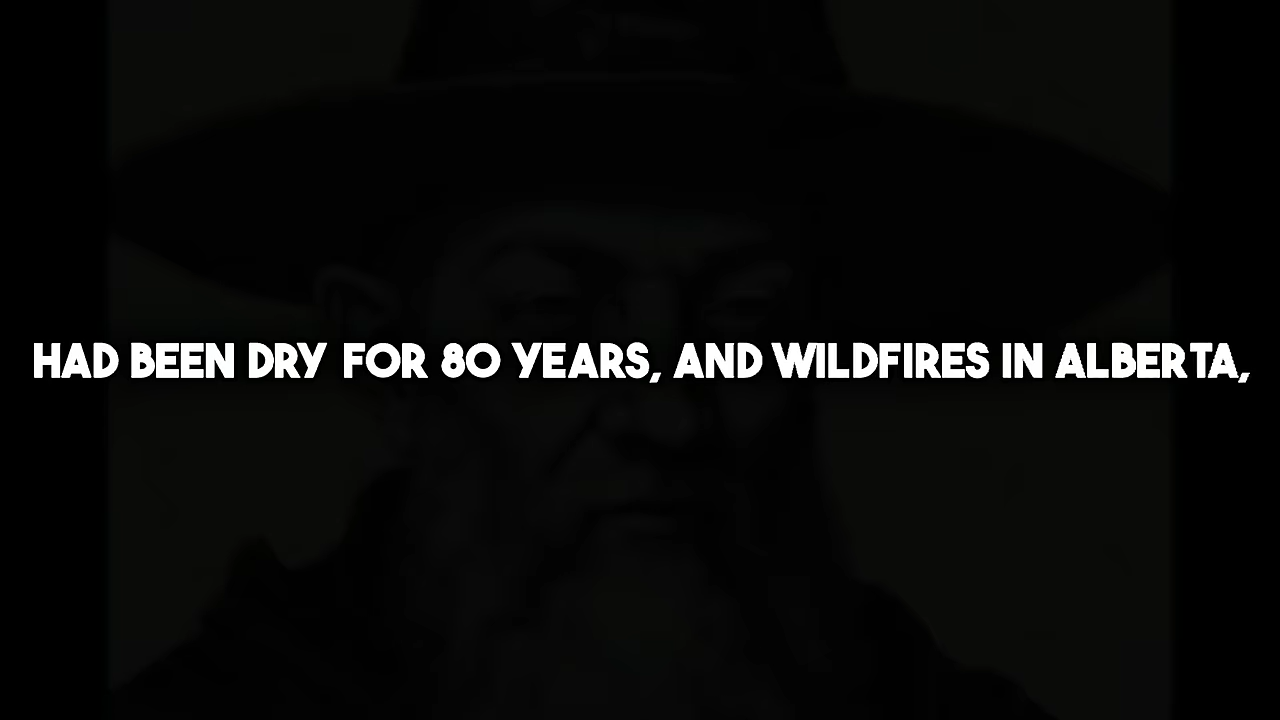 HAD BEEN DRY FOR 80 YEARS, AND WILDFIRES IN ALBERTA,